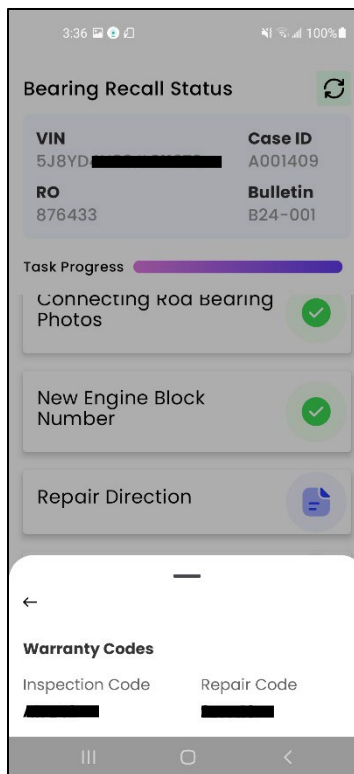 3:36 100%
Bearing Recall Status
VIN Case ID
5J8YD A001409
RO Bulletin
876433 B24-001
Task Progress
Connecting Rod Bearing
Photos
New Engine Block
Number
Repair Direction
Warranty Codes
Inspection Code Repair Code